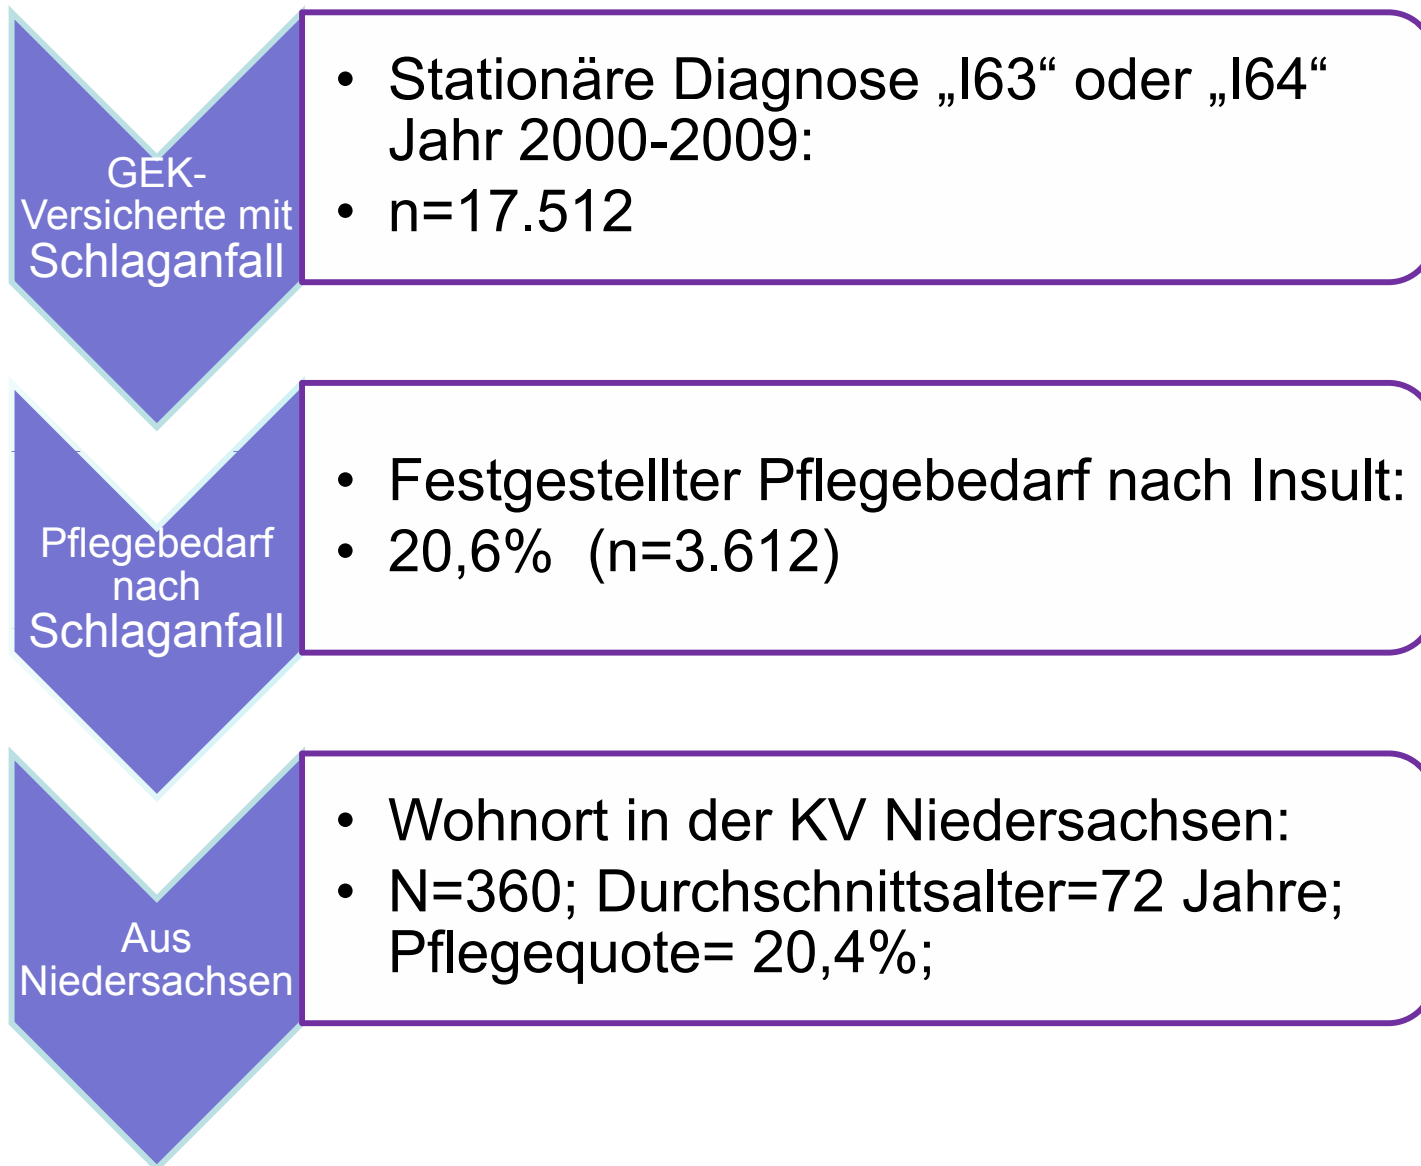 GEK-
Versicherte mit
Schlaganfall
• Stationäre Diagnose „I63“ oder „I64“
Jahr 2000-2009:
• n=17.512
Pflegebedarf
nach
Schlaganfall
• Festgestellter Pflegebedarf nach Insult:
• 20,6%  (n=3.612)
Aus
Niedersachsen
• Wohnort in der KV Niedersachsen:
• N=360; Durchschnittsalter=72 Jahre;
Pflegequote= 20,4%;